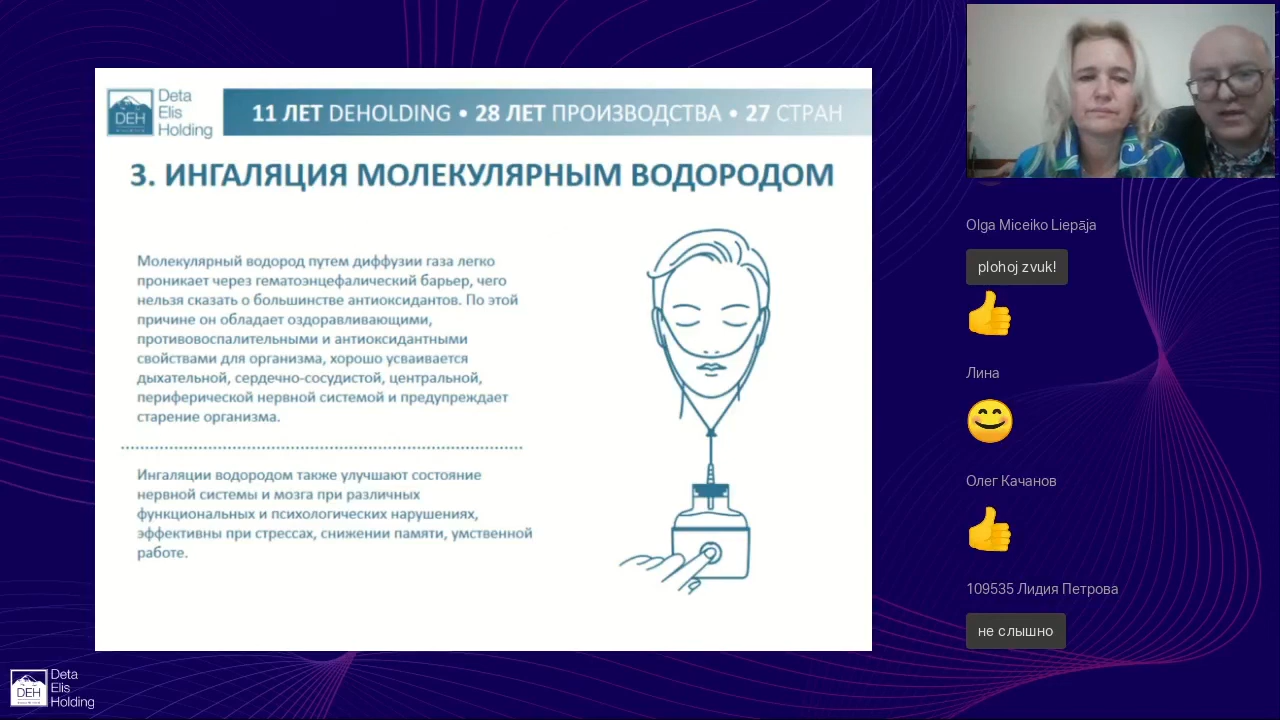 Deta
Elis
Holding
DEH
11 ЛЕТ DEHOLDING • 28 ЛЕТ ПРОИЗВОДСТВА • 27 СТРАН
3. ИНГАЛЯЦИЯ МОЛЕКУЛЯРНЫМ ВОДОРОДОМ
Молекулярный водород путем диффузии газа легко
проникает через гематоэнцефалический барьер, чего
нельзя сказать о большинстве антиоксидантов. По этой
причине он обладает оздоравливающими,
противовоспалительными и антиоксидантными
свойствами для организма, хорошо усваивается
дыхательной, сердечно-сосудистой, центральной,
периферической нервной системой и предупреждает
старение организма.
Ингаляции водородом также улучшают состояние
нервной системы и мозга при различных
функциональных и психологических нарушениях,
эффективны при стрессах, снижении памяти, умственной
работе.
Olga Miceiko Liepāja
plohoj zvuk!
Лина
Олег Качанов
109535 Лидия Петрова
не слышно
Deta
Elis
Holding
DEH